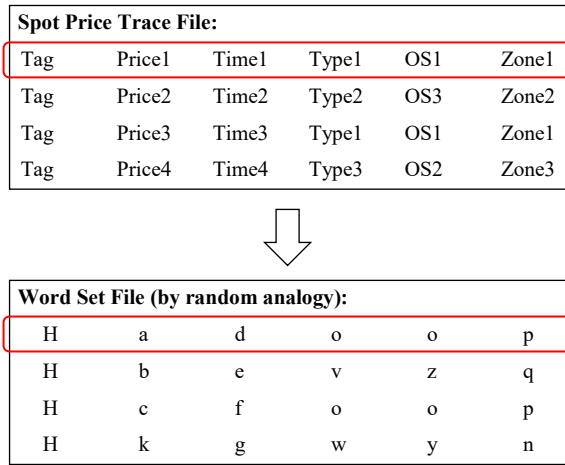 Spot Price Trace File:
Tag Price1 Time1 Type1 OS1 Zone1
Tag Price2 Time2 Type2 OS3 Zone2
Tag Price3 Time3 Type1 OS1 Zone1
Tag Price4 Time4 Type3 OS2 Zone3
Word Set File (by random analogy):
H a d o o p
H b e v z q
H c f o o p
H k g w y n